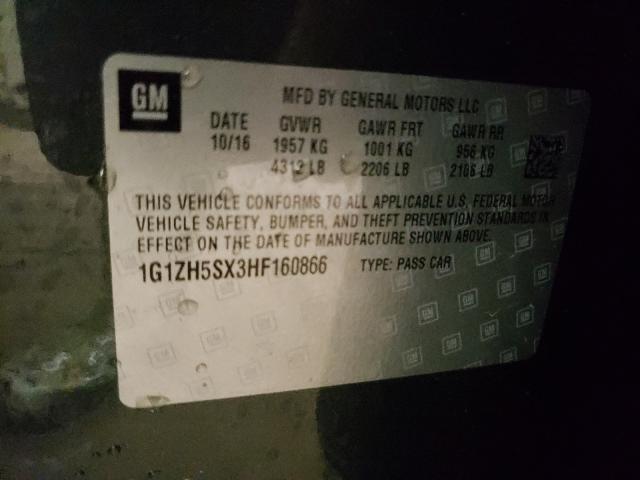 GM
MFD BY GENERAL MOTORS LLC
DATE GVWR GAWR FRT GAWR RR
10/16 1957 KG 1001 KG 956 KG
4312 LB 2206 LB 2106 LB
THIS VEHICLE CONFORMS TO ALL APPLICABLE U.S. FEDERAL MOTOR
VEHICLE SAFETY, BUMPER, AND THEFT PREVENTION STANDARDS IN
EFFECT ON THE DATE OF MANUFACTURE SHOWN ABOVE.
1G1ZH5SX3HF160866 TYPE: PASS CAR